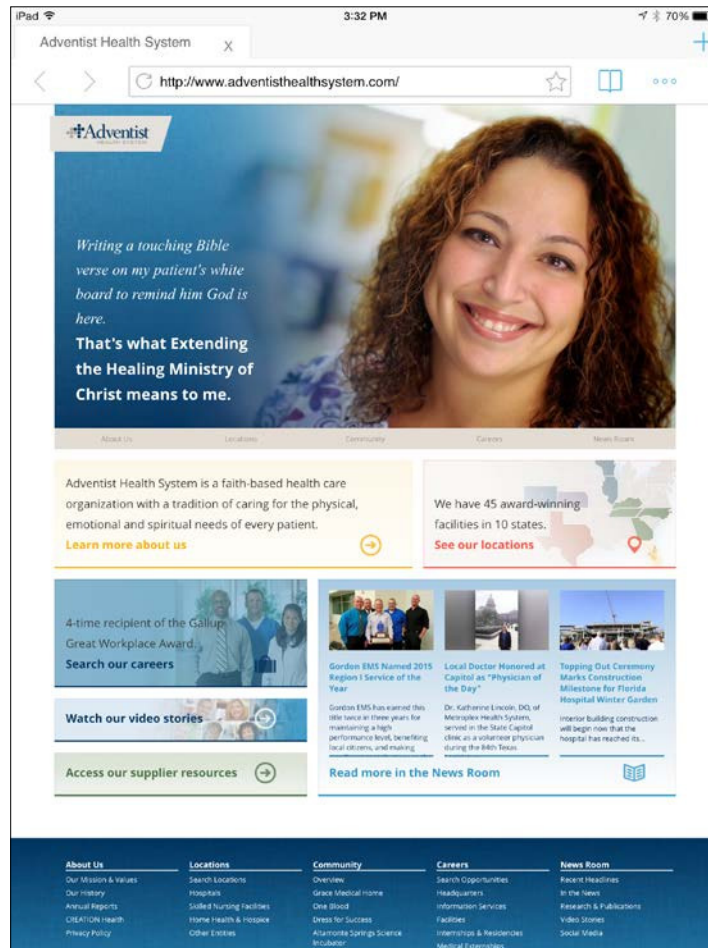 iPad
3:32 PM
70%
Adventist Health System X
http://www.adventisthealthsystem.com/
Adventist
HEALTH SYSTEM
Writing a touching Bible
verse on my patient's white
board to remind him God is
here.
That's what Extending
the Healing Ministry of
Christ means to me.
About Us Locations Community Careers News Room
Adventist Health System is a faith-based health care
organization with a tradition of caring for the physical,
emotional and spiritual needs of every patient.
Learn more about us
We have 45 award-winning
facilities in 10 states.
See our locations
4-time recipient of the Gallup
Great Workplace Award.
Search our careers
Watch our video stories
Access our supplier resources
Gordon EMS Named 2015
Region I Service of the
Year
Gordon EMS has earned this
title twice in three years for
maintaining a high
performance level, benefiting
local citizens, and making
Local Doctor Honored at
Capitol as "Physician of
the Day"
Dr. Katherine Lincoln, DO, of
Metroplex Health System,
served in the State Capitol
clinic as a volunteer physician
during the 84th Texas
Topping Out Ceremony
Marks Construction
Milestone for Florida
Hospital Winter Garden
Interior building construction
will begin now that the
hospital has reached its...
Read more in the News Room
About Us
Our Mission & Values
Our History
Annual Reports
CREATION Health
Privacy Policy
Locations
Search Locations
Hospitals
Skilled Nursing Facilities
Home Health & Hospice
Other Entities
Community
Overview
Grace Medical Home
One Blood
Dress for Success
Altamonte Springs Science
Incubator
Careers
Search Opportunities
Headquarters
Information Services
Facilities
Internships & Residencies
Medical Externships
News Room
Recent Headlines
In the News
Research & Publications
Video Stories
Social Media